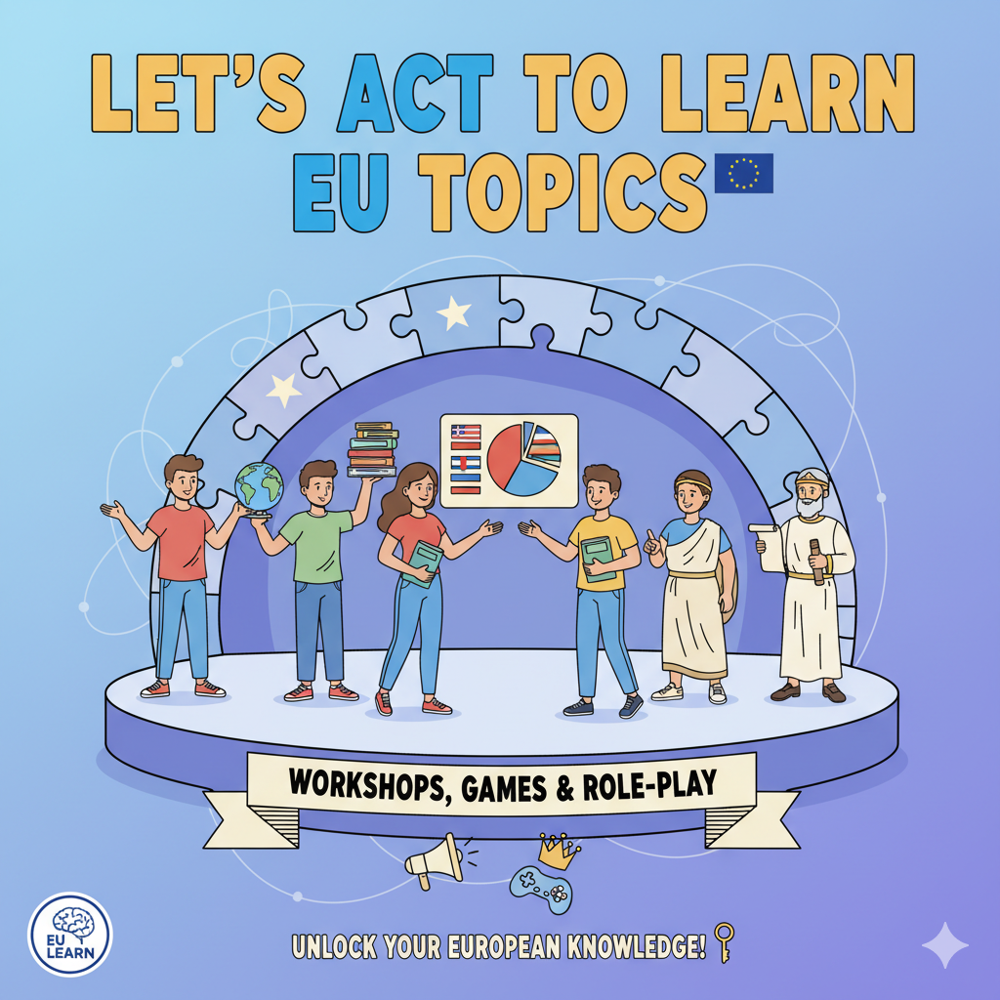 LET'S ACT TO LEARN
EU TOPICS
WORKSHOPS, GAMES & ROLE-PLAY
EU
LEARN
UNLOCK YOUR EUROPEAN KNOWLEDGE!